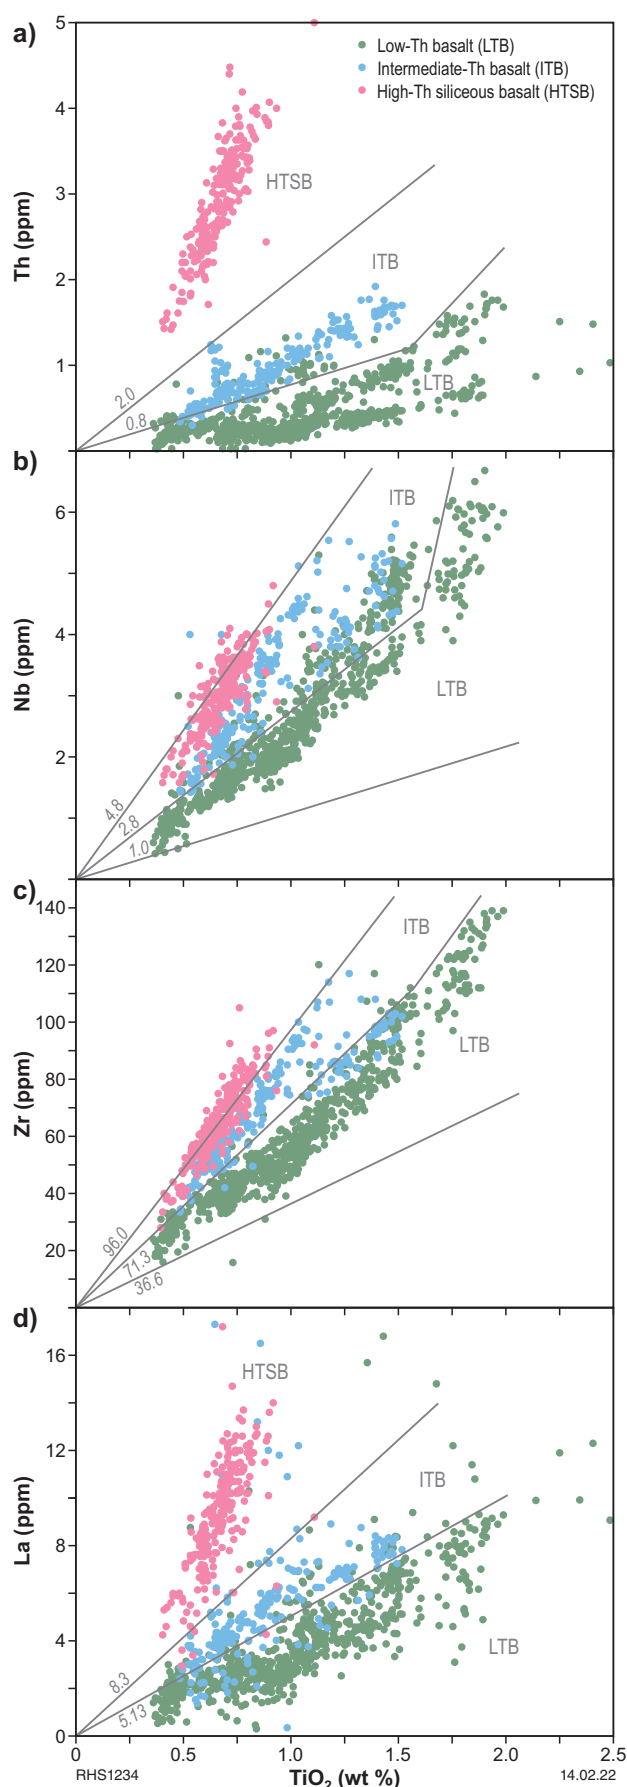 a)
Th (ppm)
5
4
3
2
1
Low-Th basalt (LTB)
Intermediate-Th basalt (ITB)
High-Th siliceous basalt (HTSB)
HTSB
ITB
LTB
2.0
0.8
b)
Nb (ppm)
6
4
2
ITB
LTB
4.8
2.8
1.0
c)
Zr (ppm)
140
120
100
80
60
40
20
ITB
LTB
96.0
71.3
36.6
d)
La (ppm)
16
12
8
4
0
HTSB
ITB
LTB
8.3
5.13
0 0.5 1.0 1.5 2.0 2.5
RHS1234 TiO₂ (wt %) 14.02.22